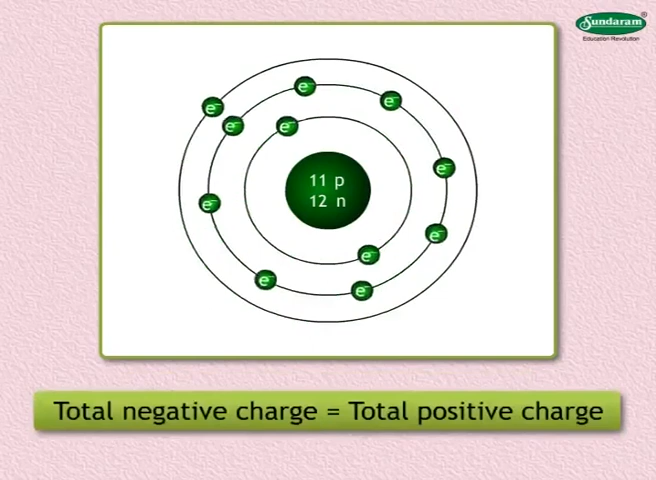 Sundaram®
Education Revolution
e⁻
e⁻
e⁻
e⁻
e⁻
e⁻
11 p
12 n
e⁻
e⁻
e⁻
e⁻
e⁻
Total negative charge = Total positive charge